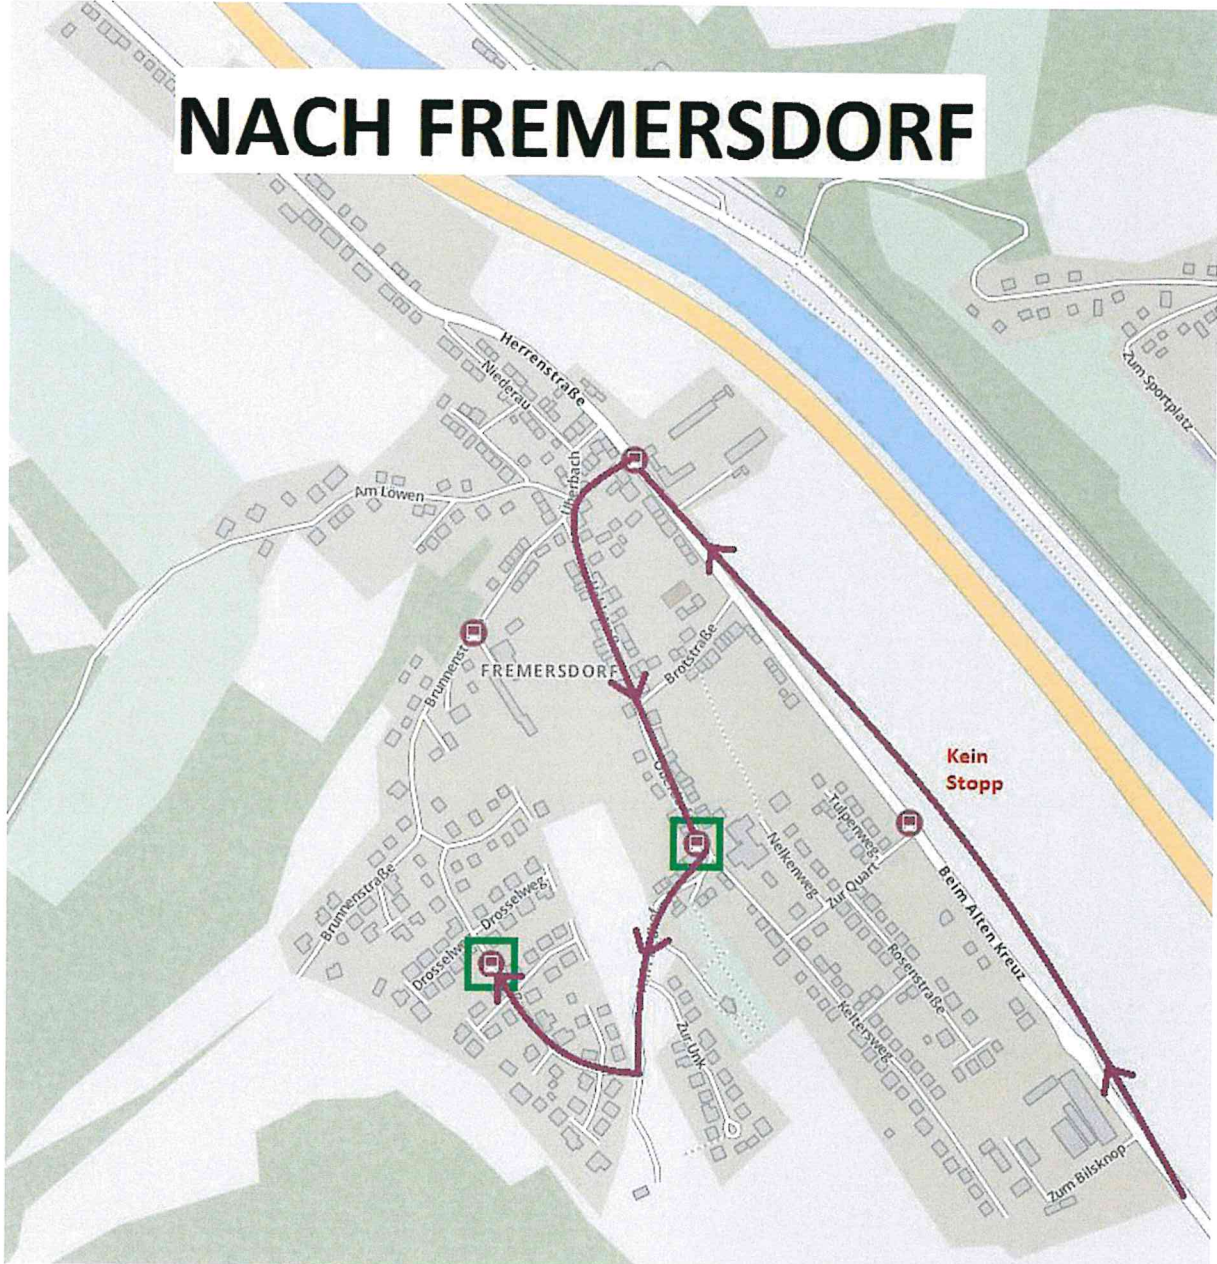 NACH FREMERSDORF
Herrenstraße
Niederau
Zum Sportplatz
Überbach
Am Löwen
Brotstraße
FREMERSDORF
Brunnenst
Kein
Stopp
Tulpenweg
Nelkenweg
Zur Quart
Beim Alten Kreuz
Brunnenstraße
Drosselweg
Drosselwe
Rosenstraße
Keltersweg
Zur Unk
Zum Bilsknop